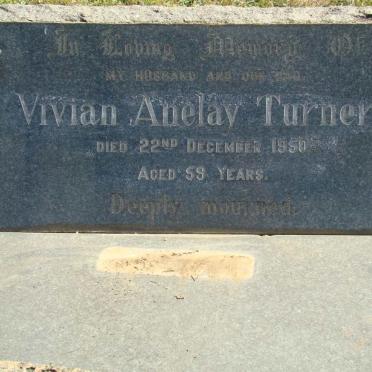 In Loving Memory Of
MY HUSBAND AND OUR DAD.
Vivian Anelay Turner
DIED 22ND DECEMBER 1950
AGED 59 YEARS.
Deeply mourned.